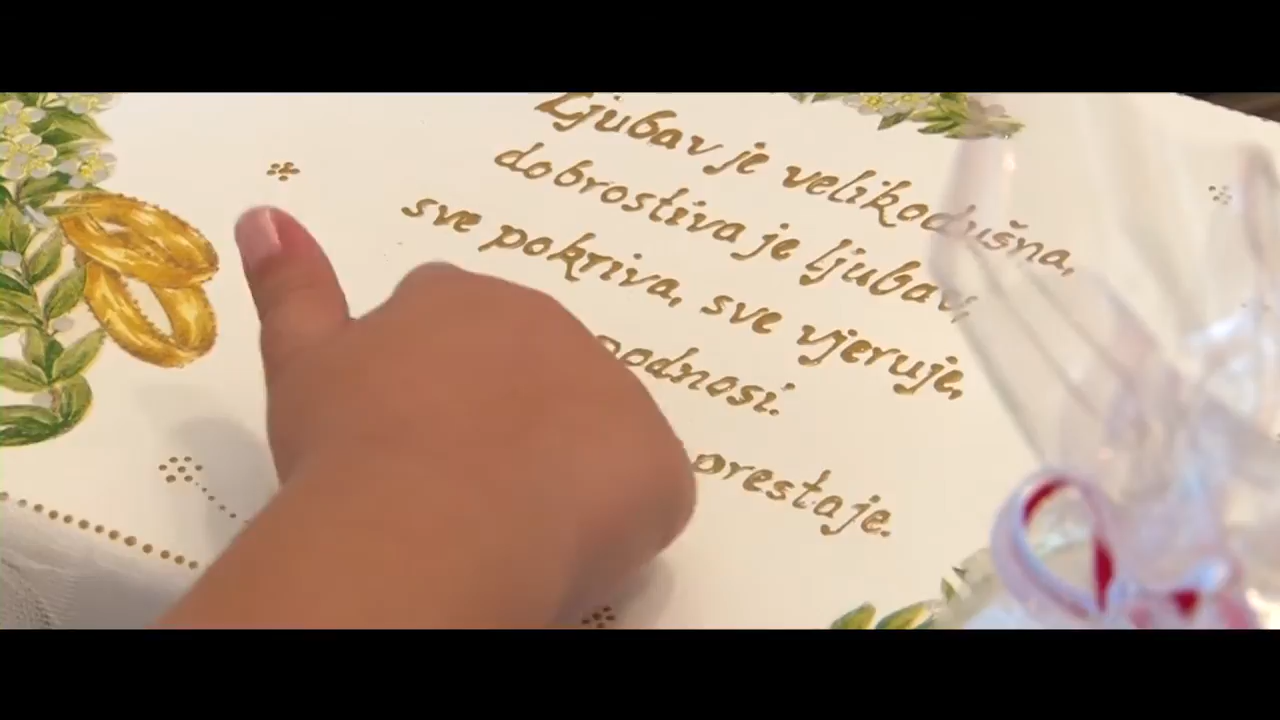 Ljubav je velikodušna,
dobrostiva je ljubav,
sve pokriva, sve vjeruje,
podnosi.
prestaje.